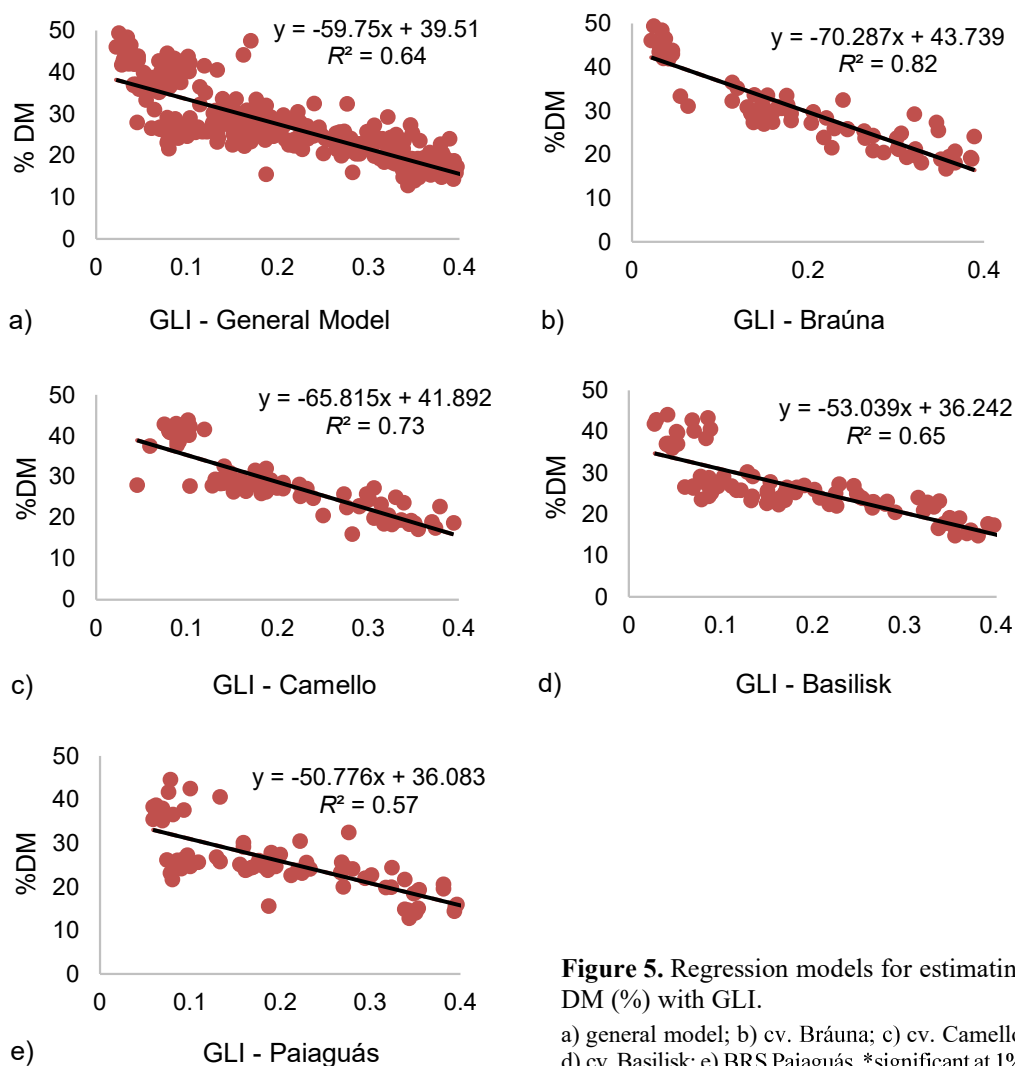 y = -59.75x + 39.51
R² = 0.64
% DM
50
40
30
20
10
0
0 0.1 0.2 0.3 0.4
a) GLI - General Model
y = -70.287x + 43.739
R² = 0.82
%DM
50
40
30
20
10
0
0 0.2 0.4
b) GLI - Braúna
y = -65.815x + 41.892
R² = 0.73
%DM
50
40
30
20
10
0
0 0.1 0.2 0.3 0.4
c) GLI - Camello
y = -53.039x + 36.242
R² = 0.65
%DM
50
40
30
20
10
0
0 0.1 0.2 0.3 0.4
d) GLI - Basilisk
y = -50.776x + 36.083
R² = 0.57
%DM
50
40
30
20
10
0
0 0.1 0.2 0.3 0.4
e) GLI - Paiaguás
Figure 5. Regression models for estimatin
DM (%) with GLI.
a) general model; b) cv. Bráuna; c) cv. Camello
d) cv. Basilisk; e) BRS Paiaguás. *significant at 1%